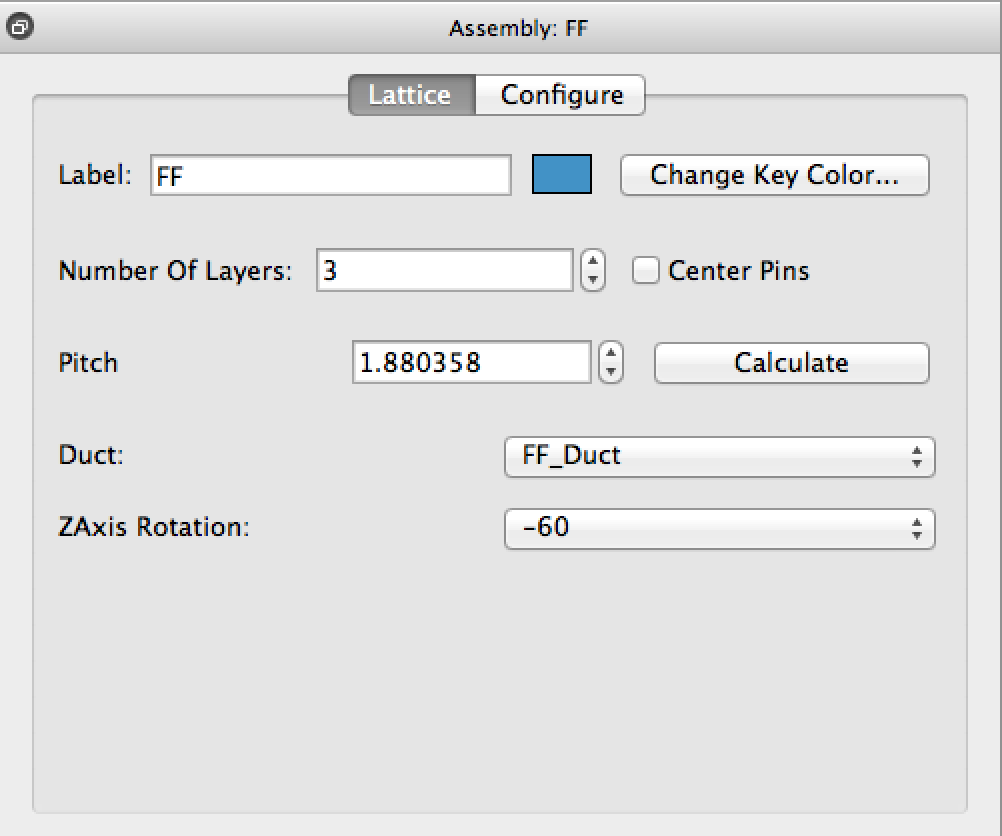 Assembly: FF
Lattice Configure
Label: FF Change Key Color...
Number Of Layers: 3 Center Pins
Pitch 1.880358 Calculate
Duct: FF_Duct
ZAxis Rotation: -60